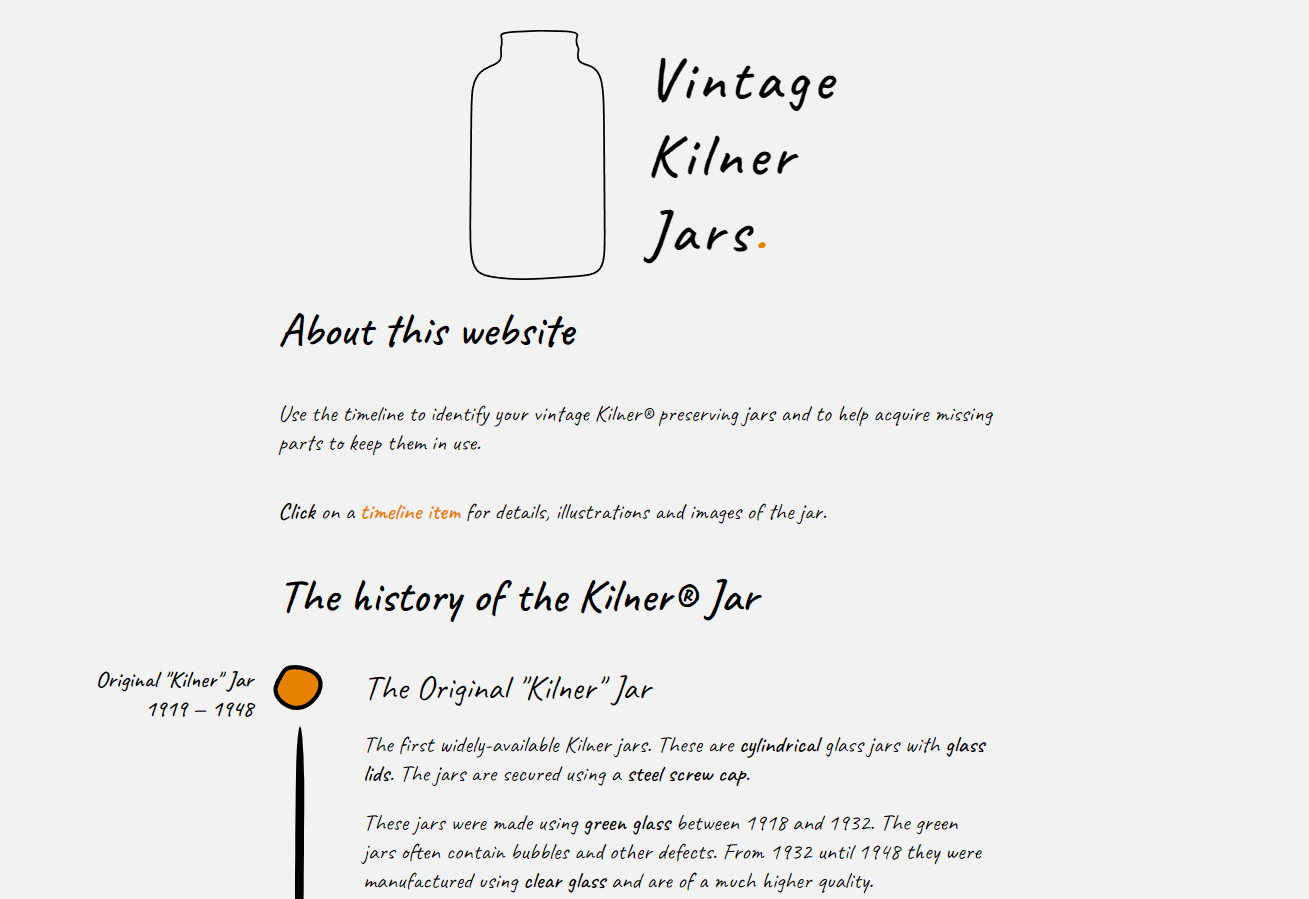 Vintage
Kilner
Jars.
About this website
Use the timeline to identify your vintage Kilner® preserving jars and to help acquire missing
parts to keep them in use.
Click on a timeline item for details, illustrations and images of the jar.
The history of the Kilner® Jar
Original "Kilner" Jar
1919 – 1948
The Original "Kilner" Jar
The first widely-available Kilner jars. These are cylindrical glass jars with glass
lids. The jars are secured using a steel screw cap.
These jars were made using green glass between 1918 and 1932. The green
jars often contain bubbles and other defects. From 1932 until 1948 they were
manufactured using clear glass and are of a much higher quality.